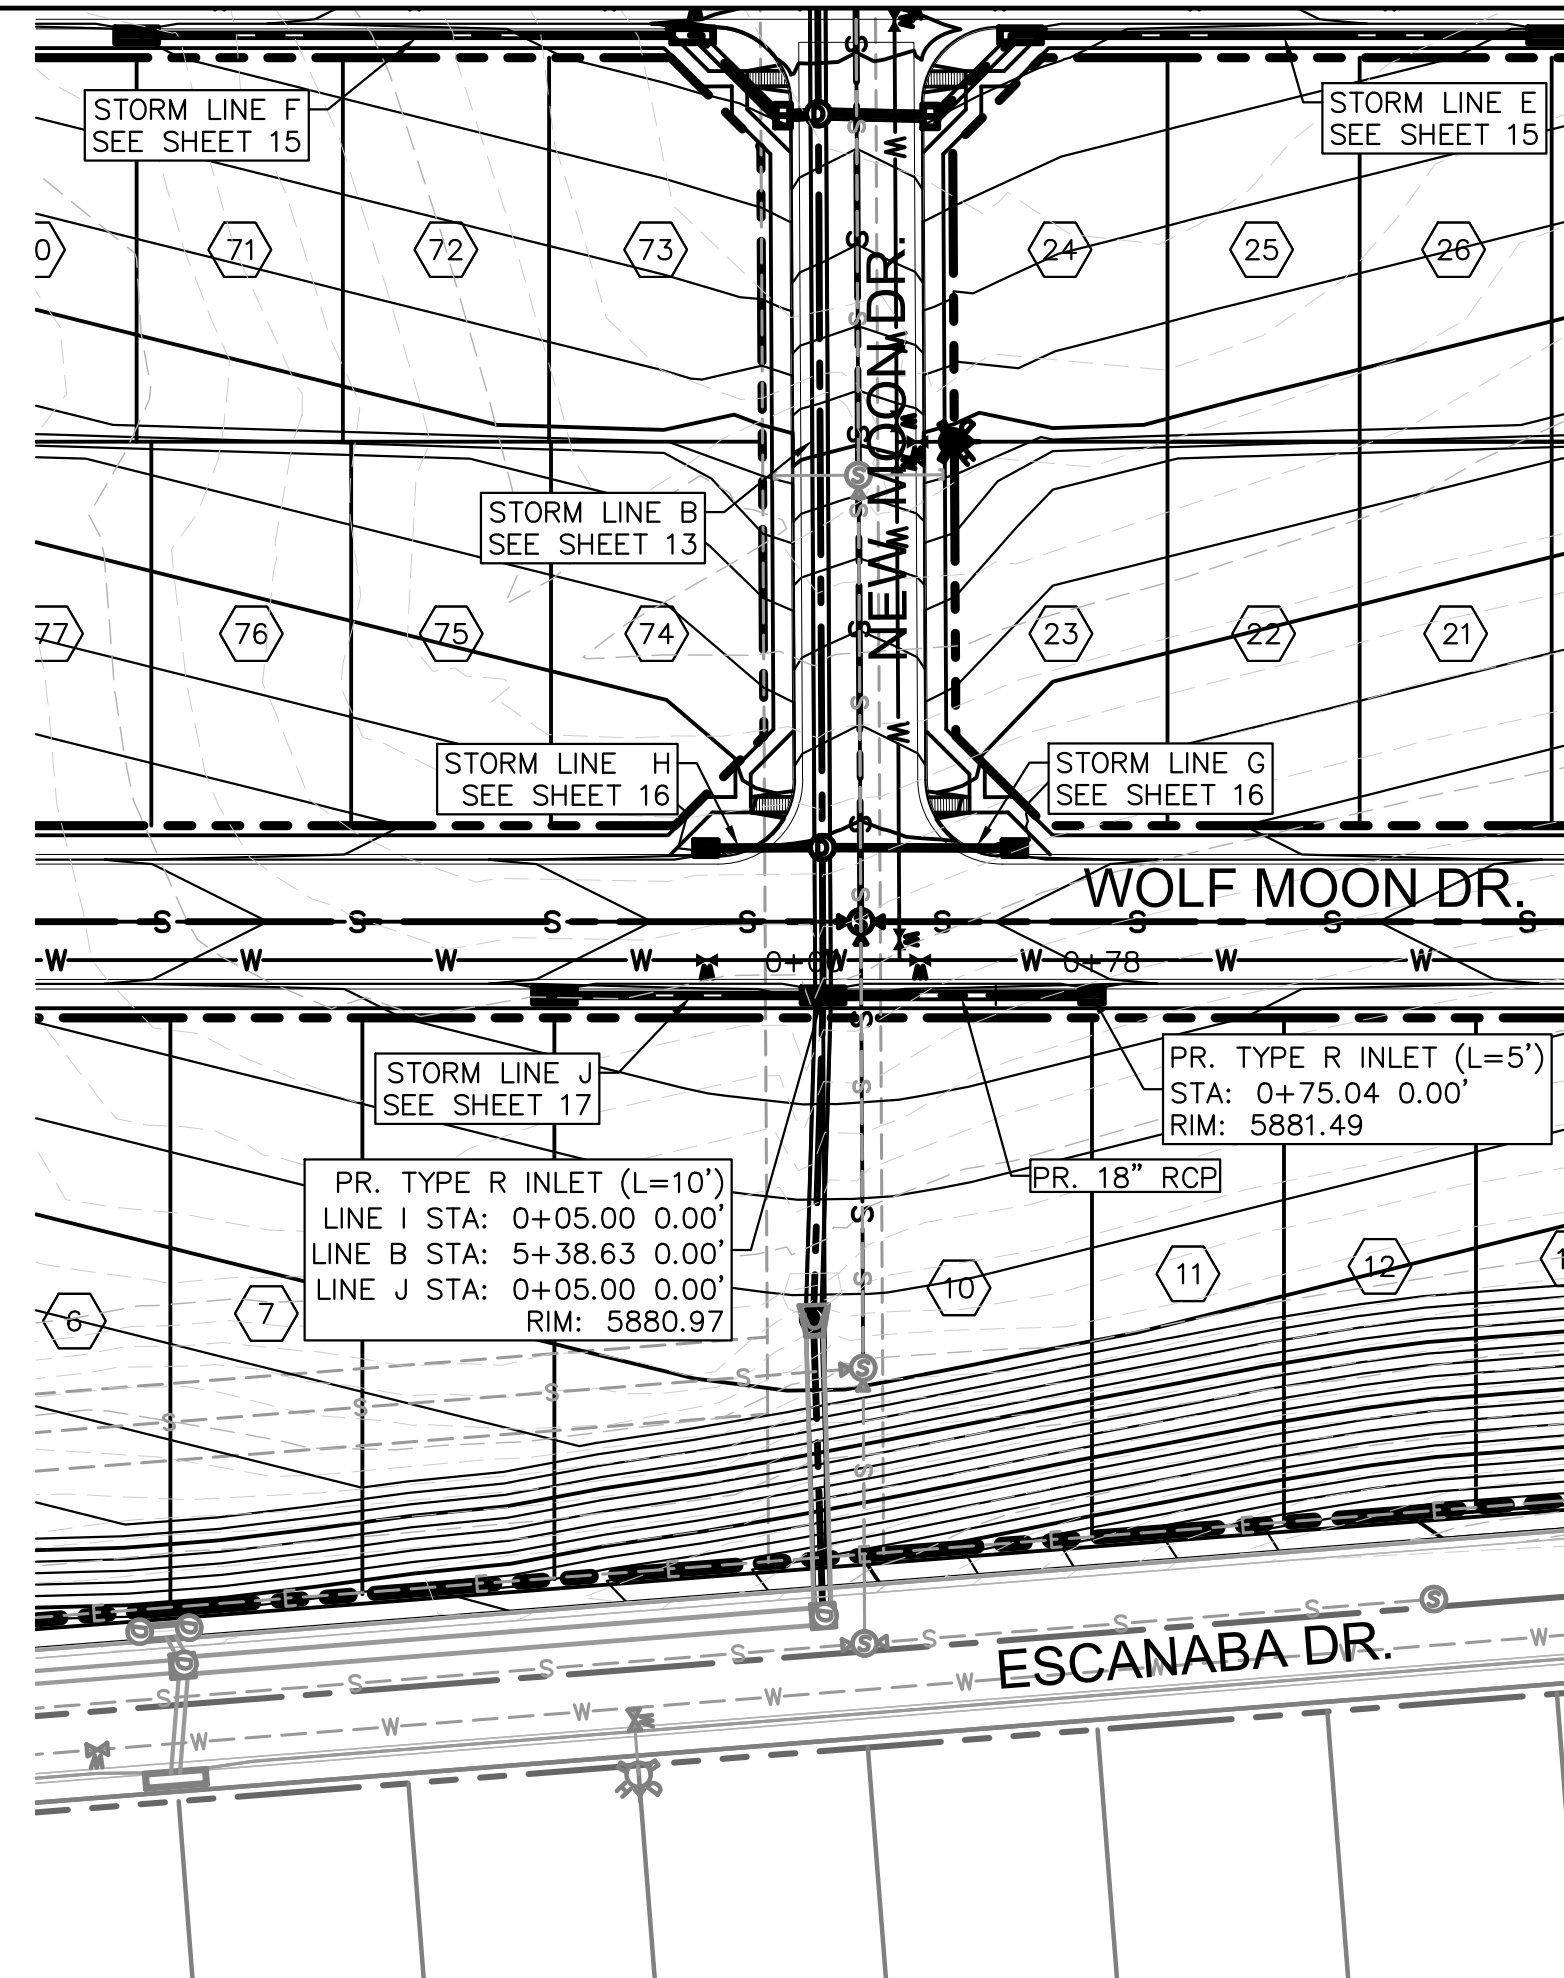 STORM LINE F
SEE SHEET 15
STORM LINE E
SEE SHEET 15
71
72
73
24
25
26
NEW MOON DR.
STORM LINE B
SEE SHEET 13
77
76
75
74
23
22
21
STORM LINE H
SEE SHEET 16
STORM LINE G
SEE SHEET 16
WOLF MOON DR.
S S S S S S S S
W W W W W W W W
0+78
STORM LINE J
SEE SHEET 17
PR. TYPE R INLET (L=5')
STA: 0+75.04 0.00'
RIM: 5881.49
PR. 18" RCP
PR. TYPE R INLET (L=10')
LINE I STA: 0+05.00 0.00'
LINE B STA: 5+38.63 0.00'
LINE J STA: 0+05.00 0.00'
RIM: 5880.97
6
7
10
11
12
ESCANABA DR.